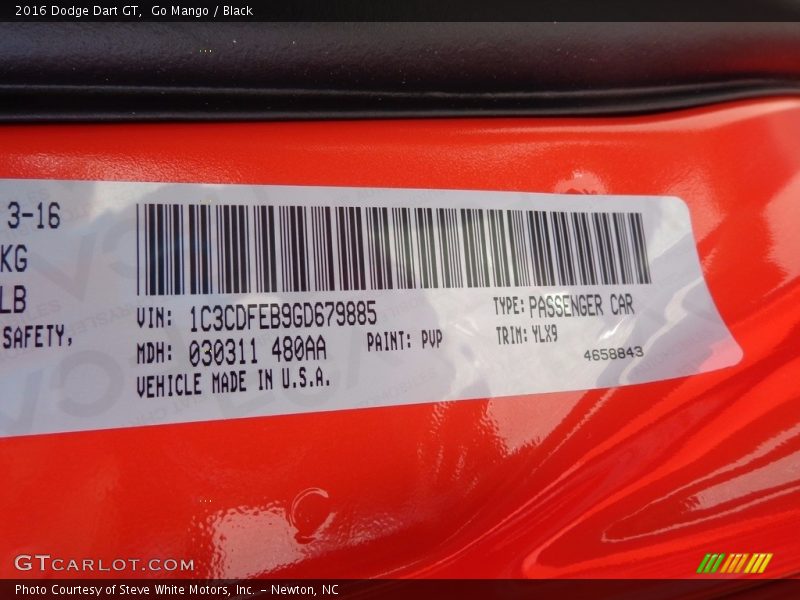 2016 Dodge Dart GT,  Go Mango / Black
3-16
KG
LB
SAFETY,
VIN: 1C3CDFEB9GD679885
TYPE: PASSENGER CAR
MDH: 030311 480AA
PAINT: PVP
TRIM: YLX9
VEHICLE MADE IN U.S.A.
4658843
GTCARLOT.COM
Photo Courtesy of Steve White Motors, Inc. – Newton, NC